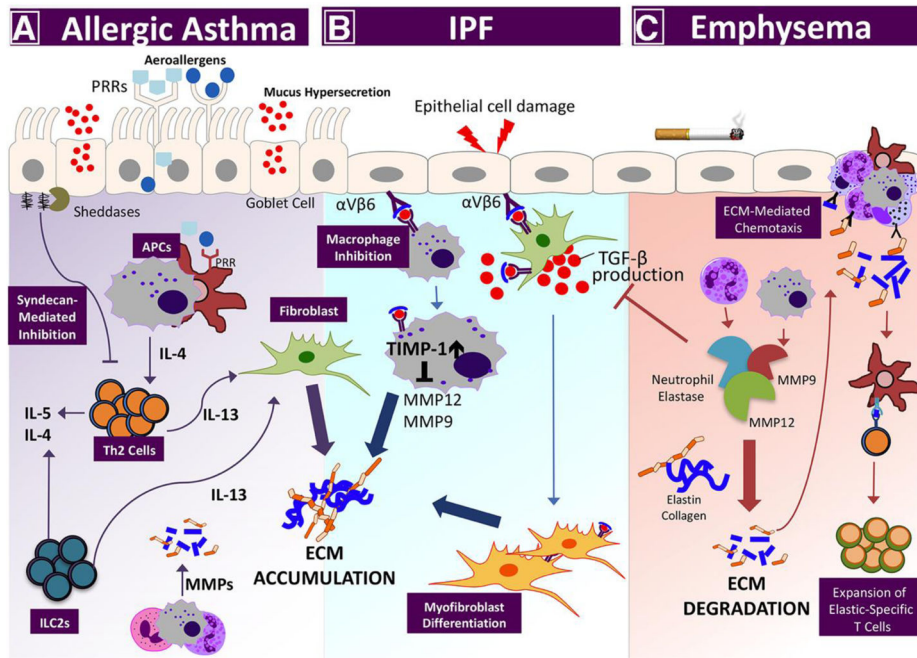 A Allergic Asthma
B IPF
C Emphysema
Aeroallergens
PRRs
Mucus Hypersecretion
Sheddases
Goblet Cell
APCs
PRR
Syndecan-
Mediated
Inhibition
IL-4
Fibroblast
IL-5
IL-4
Th2 Cells
IL-13
IL-13
ILC2s
MMPs
Epithelial cell damage
αVβ6
αVβ6
Macrophage
Inhibition
TGF-β
production
TIMP-1
MMP12
MMP9
ECM
ACCUMULATION
Myofibroblast
Differentiation
ECM-Mediated
Chemotaxis
Neutrophil
Elastase
MMP9
MMP12
Elastin
Collagen
ECM
DEGRADATION
Expansion of
Elastic-Specific
T Cells